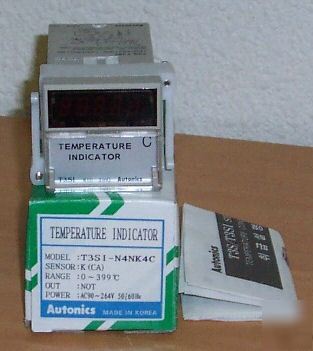 TEMPERATURE
INDICATOR
C
T3SI
Autonics
TEMPERATURE INDICATOR
MODEL :T3SI-N4NK4C
SENSOR:K(CA)
RANGE :0~399℃
OUT :NOT
POWER :AC90-264V 50/60Hz
Autonics MADE IN KOREA
Autonics